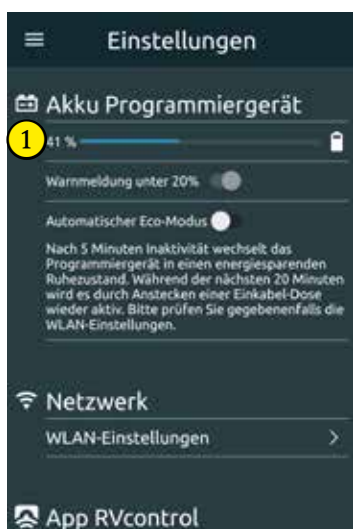 Einstellungen
Akku Programmiergerät
1
41 %
Warnmeldung unter 20%
Automatischer Eco-Modus
Nach 5 Minuten Inaktivität wechselt das
Programmiergerät in einen energiesparenden
Ruhezustand. Während der nächsten 20 Minuten
wird es durch Anstecken einer Einkabel-Dose
wieder aktiv. Bitte prüfen Sie gegebenenfalls die
WLAN-Einstellungen.
Netzwerk
WLAN-Einstellungen
App RVcontrol